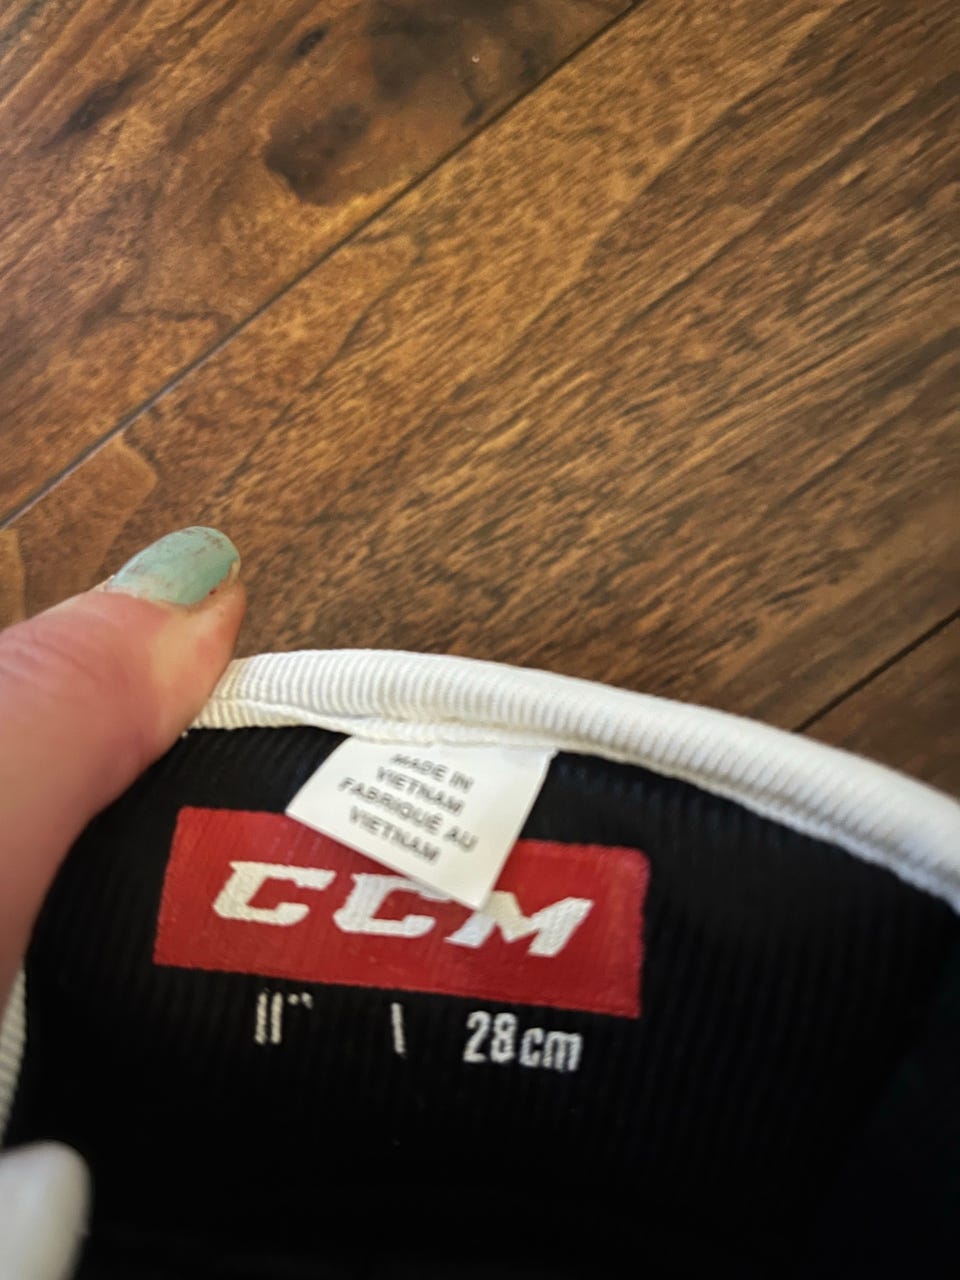 MADE IN
VIETNAM
FABRIQUÉ AU
VIETNAM
CCM
11" \ 28cm